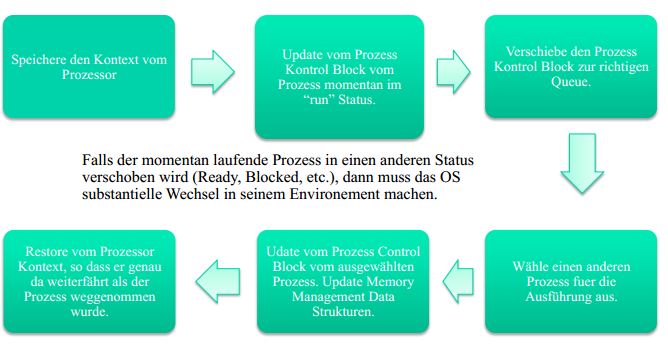 Speichere den Kontext vom
Prozessor
Update vom Prozess
Kontrol Block vom
Prozess momentan im
“run” Status.
Verschiebe den Prozess
Kontrol Block zur richtigen
Queue.
Falls der momentan laufende Prozess in einen anderen Status
verschoben wird (Ready, Blocked, etc.), dann muss das OS
substantielle Wechsel in seinem Environement machen.
Wähle einen anderen
Prozess fuer die
Ausführung aus.
Udate vom Prozess Control
Block vom ausgewählten
Prozess. Update Memory
Management Data
Strukturen.
Restore vom Prozessor
Kontext, so dass er genau
da weiterfährt als der
Prozess weggenommen
wurde.